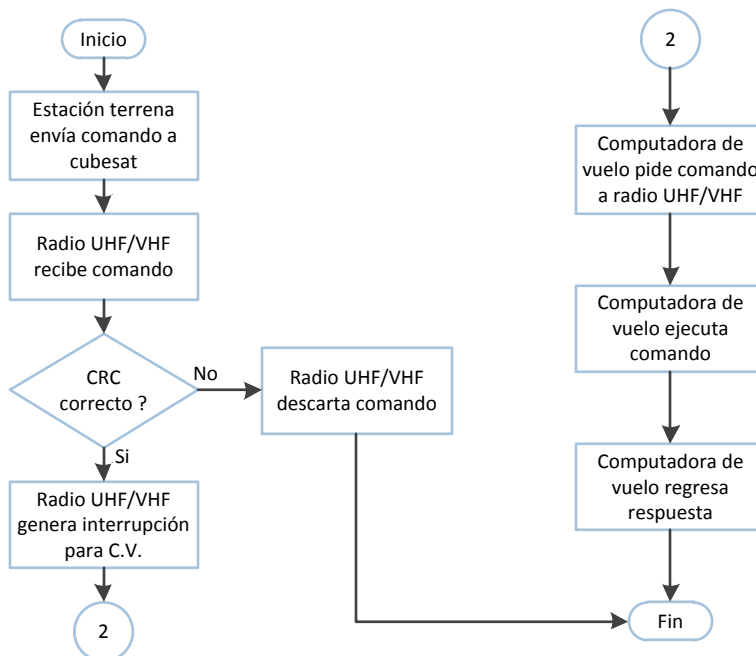 Inicio
Estación terrena
envía comando a
cubesat
Radio UHF/VHF
recibe comando
CRC
correcto ?
No
Radio UHF/VHF
descarta comando
Si
Radio UHF/VHF
genera interrupción
para C.V.
2
2
Computadora de
vuelo pide comando
a radio UHF/VHF
Computadora de
vuelo ejecuta
comando
Computadora de
vuelo regresa
respuesta
Fin